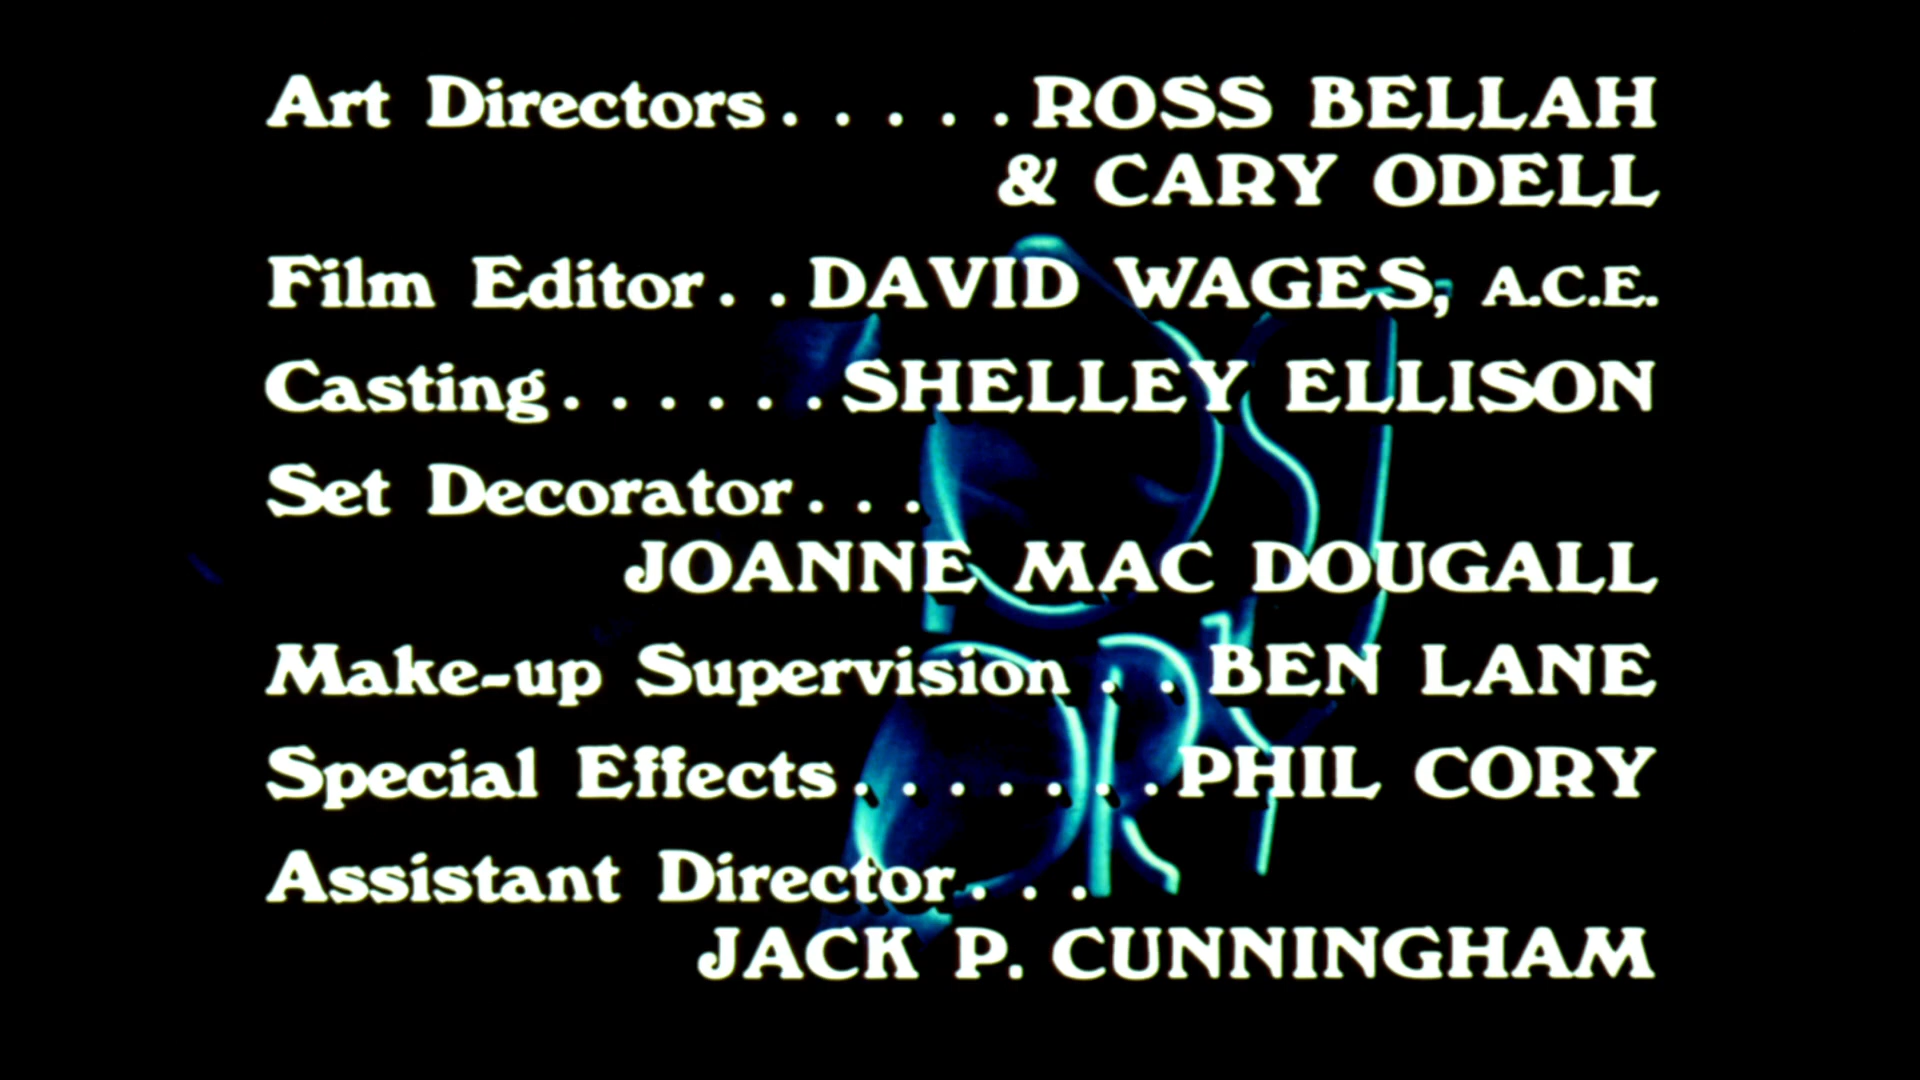 Art Directors.....ROSS BELLAH
& CARY ODELL
Film Editor..DAVID WAGES, A.C.E.
Casting......SHELLEY ELLISON
Set Decorator...
JOANNE MAC DOUGALL
Make-up Supervision..BEN LANE
Special Effects.......PHIL CORY
Assistant Director...
JACK P. CUNNINGHAM